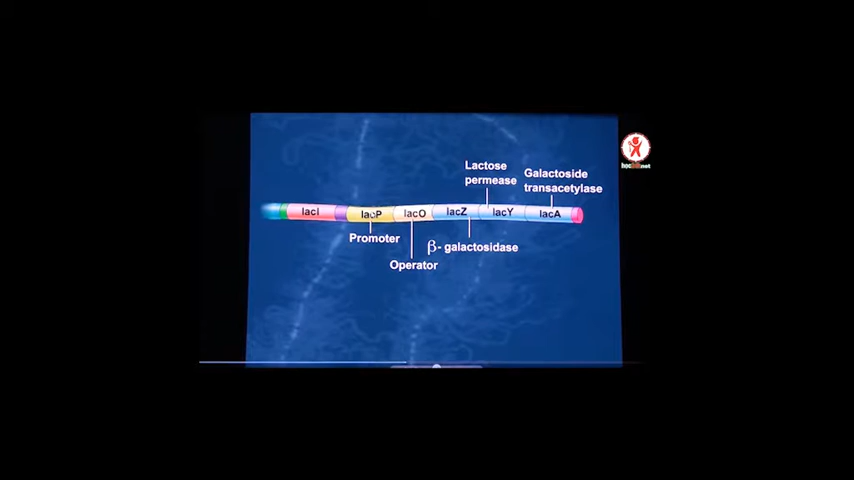 Lactose
permease
Galactoside
transacetylase
lacI
lacP
lacO
lacZ
lacY
lacA
Promoter
β- galactosidase
Operator